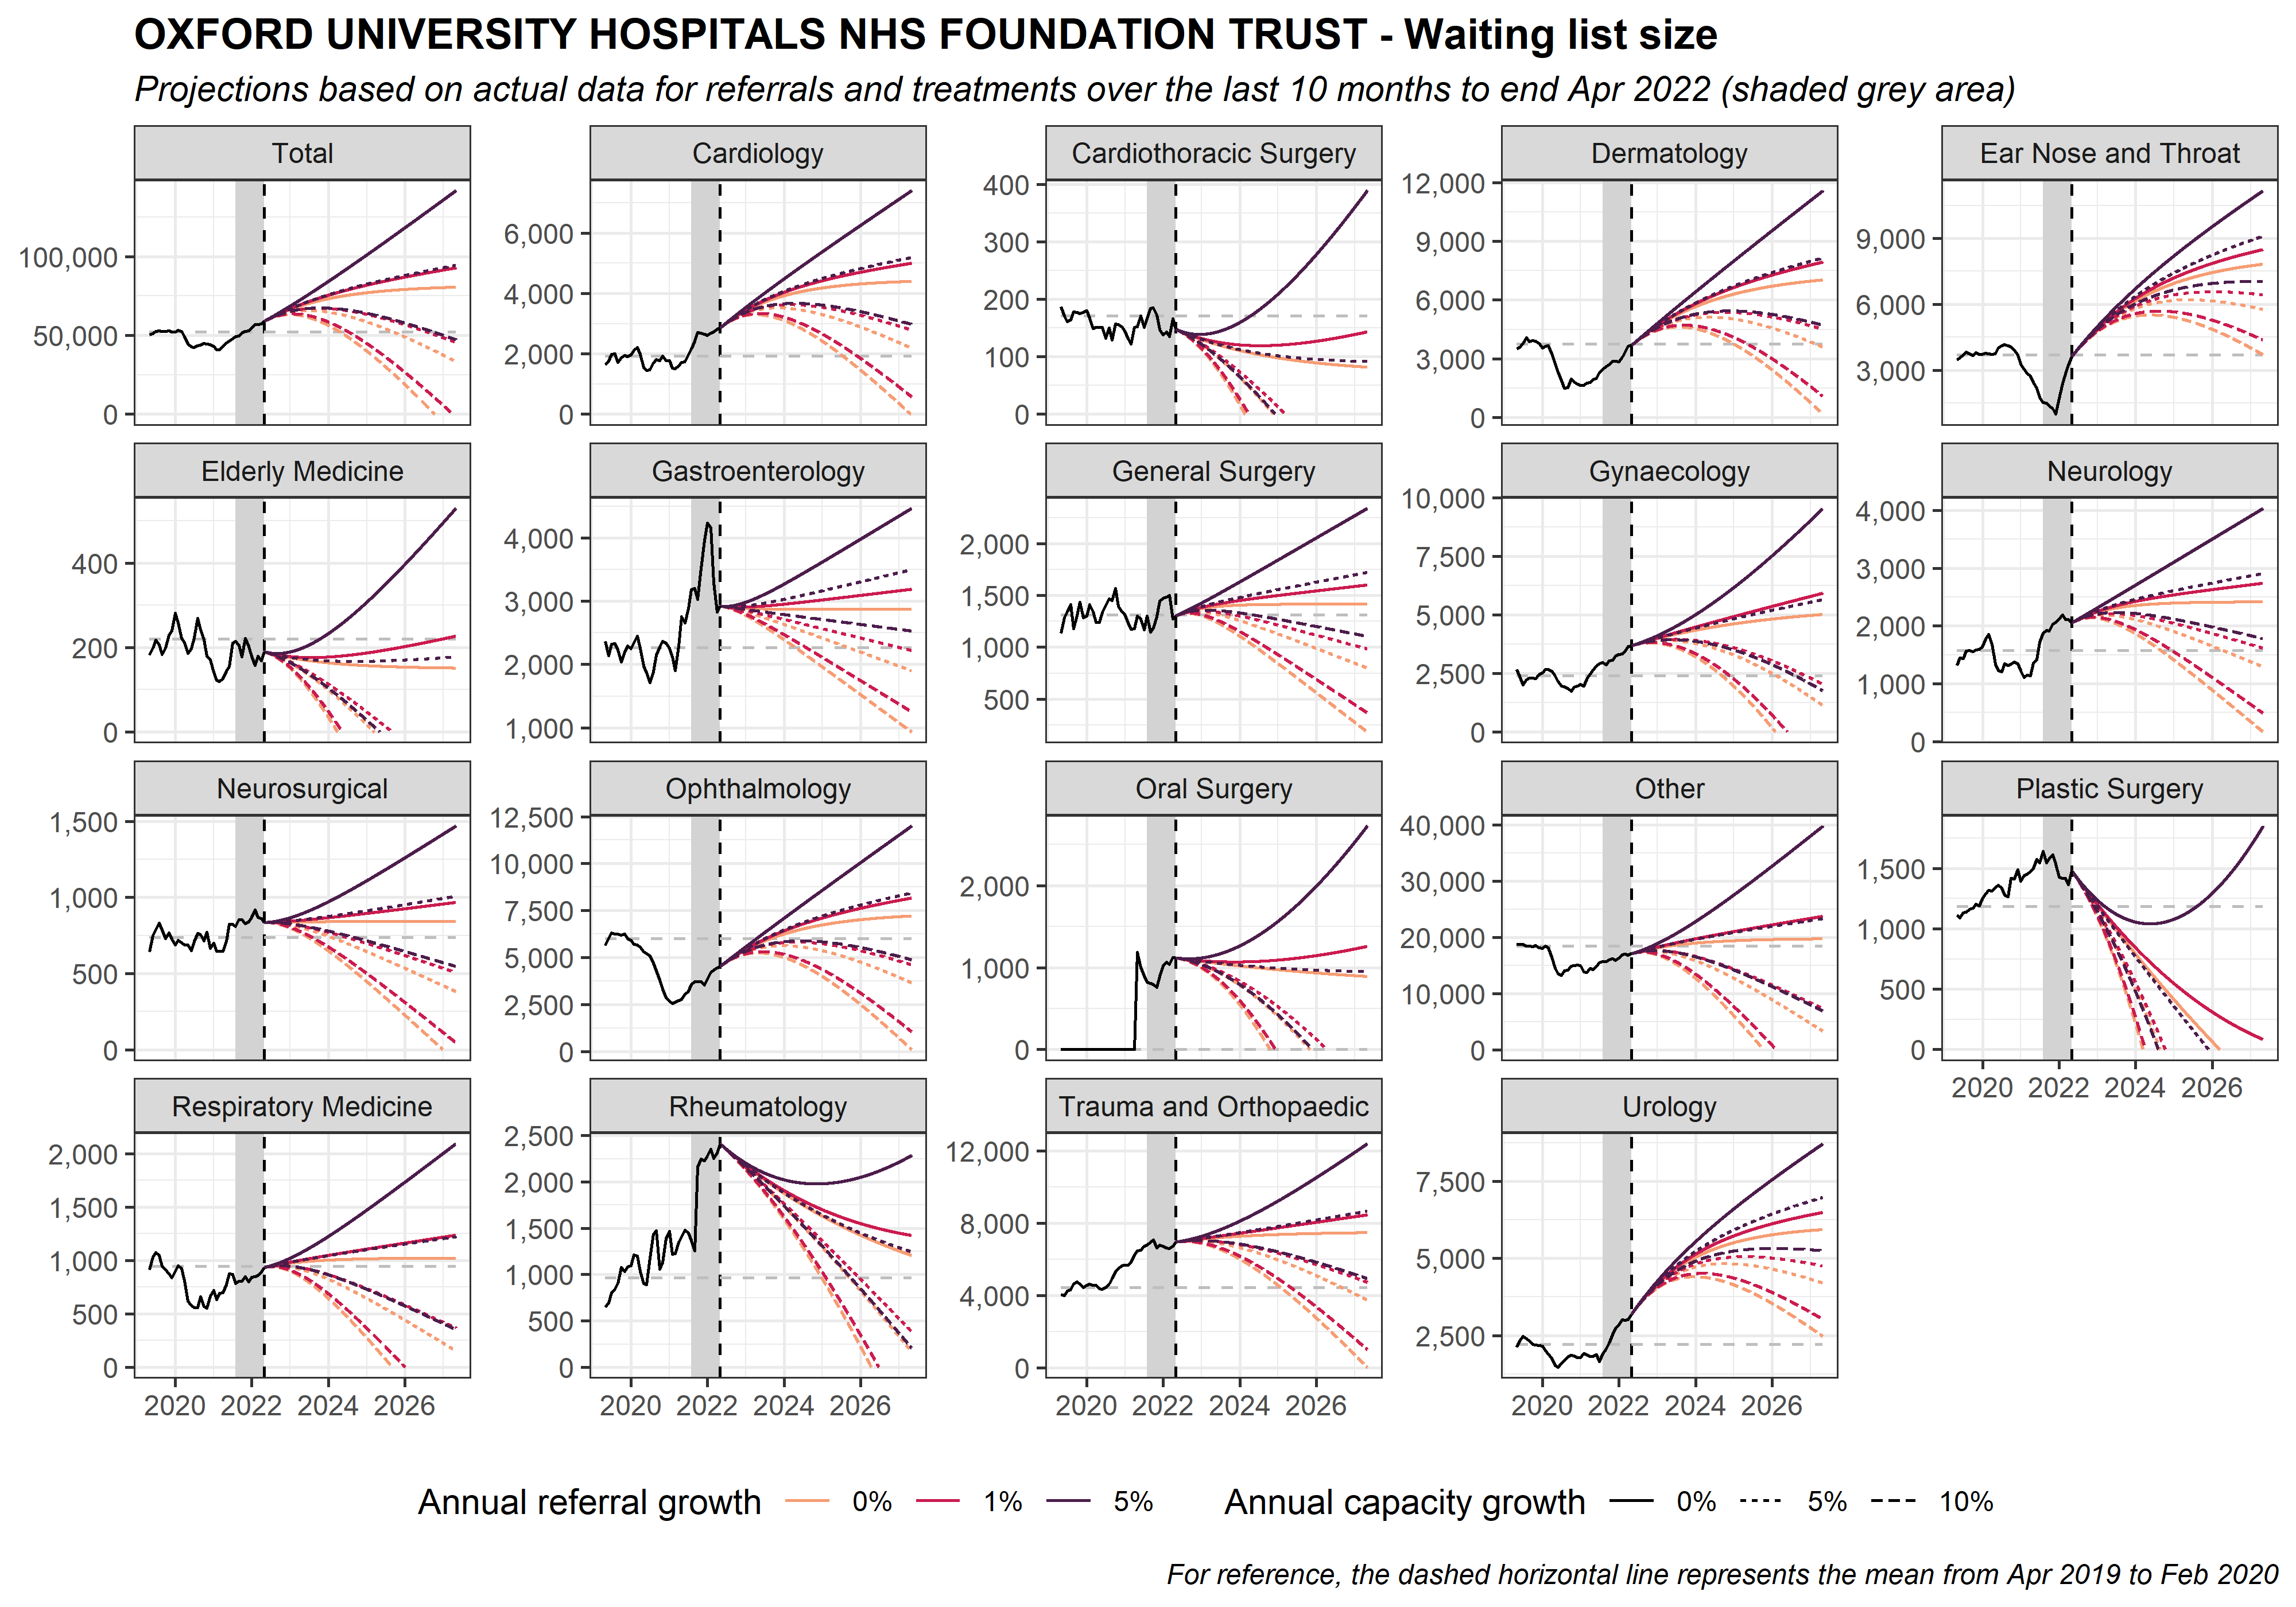 OXFORD UNIVERSITY HOSPITALS NHS FOUNDATION TRUST - Waiting list size
Projections based on actual data for referrals and treatments over the last 10 months to end Apr 2022 (shaded grey area)
Total
100,000
50,000
0
Cardiology
6,000
4,000
2,000
0
Cardiothoracic Surgery
400
300
200
100
0
Dermatology
12,000
9,000
6,000
3,000
0
Ear Nose and Throat
9,000
6,000
3,000
Elderly Medicine
400
200
0
Gastroenterology
4,000
3,000
2,000
1,000
General Surgery
2,000
1,500
1,000
500
Gynaecology
10,000
7,500
5,000
2,500
0
Neurology
4,000
3,000
2,000
1,000
0
Neurosurgical
1,500
1,000
500
0
Ophthalmology
12,500
10,000
7,500
5,000
2,500
0
Oral Surgery
2,000
1,000
0
Other
40,000
30,000
20,000
10,000
0
Plastic Surgery
1,500
1,000
500
0
2020 2022 2024 2026
Respiratory Medicine
2,000
1,500
1,000
500
0
2020 2022 2024 2026
Rheumatology
2,500
2,000
1,500
1,000
500
0
2020 2022 2024 2026
Trauma and Orthopaedic
12,000
8,000
4,000
0
2020 2022 2024 2026
Urology
7,500
5,000
2,500
2020 2022 2024 2026
Annual referral growth 0% 1% 5% Annual capacity growth 0% 5% 10%
For reference, the dashed horizontal line represents the mean from Apr 2019 to Feb 2020